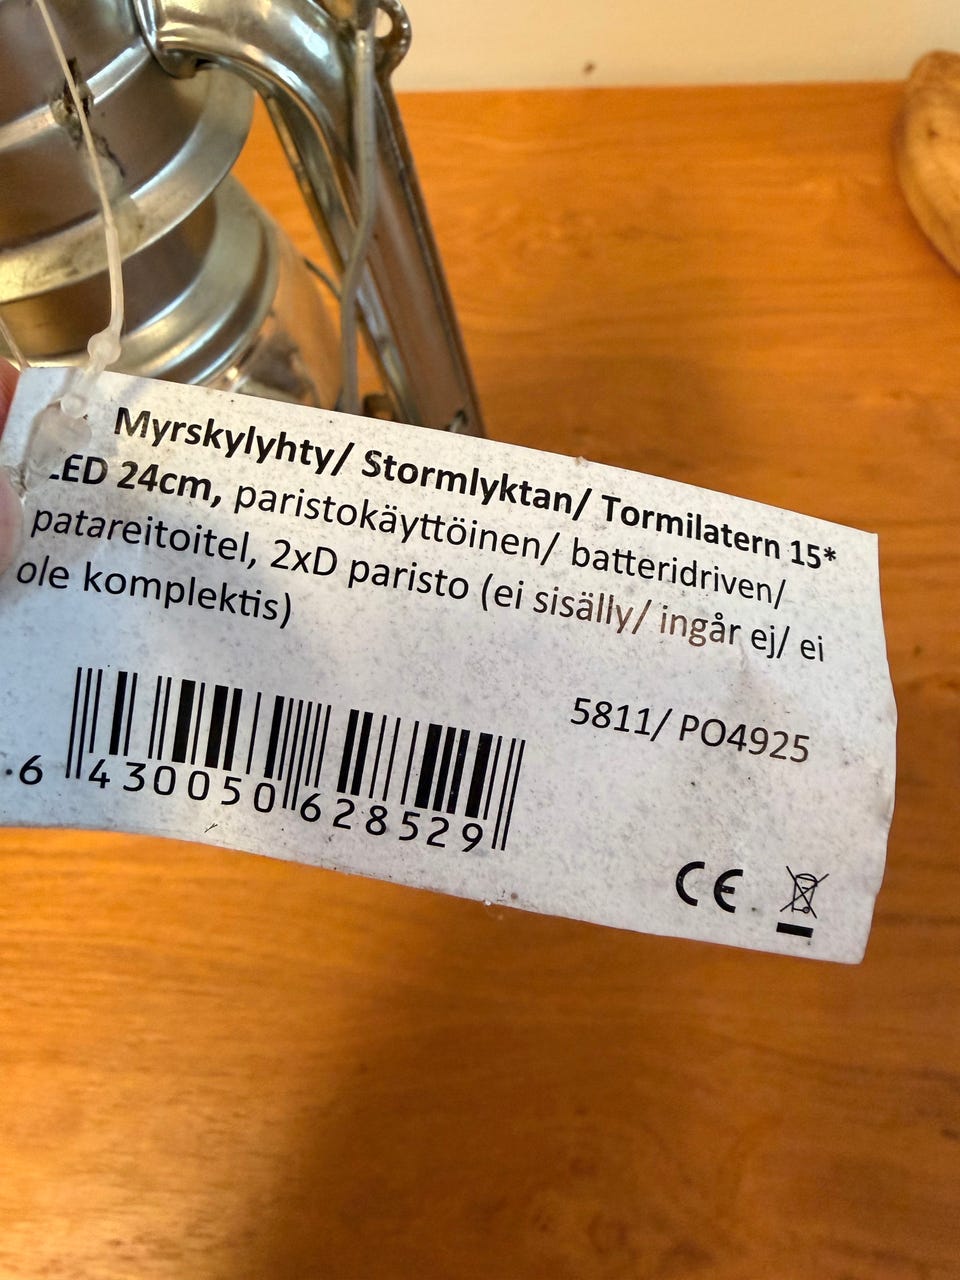 Myrskylyhty/ Stormlyktan/ Tormilatern 15*
LED 24cm, paristokäyttöinen/ batteridriven/
patareitoitel, 2xD paristo (ei sisälly/ ingår ej/ ei
ole komplektis)
5811/ PO4925
6 430050 628529
CE